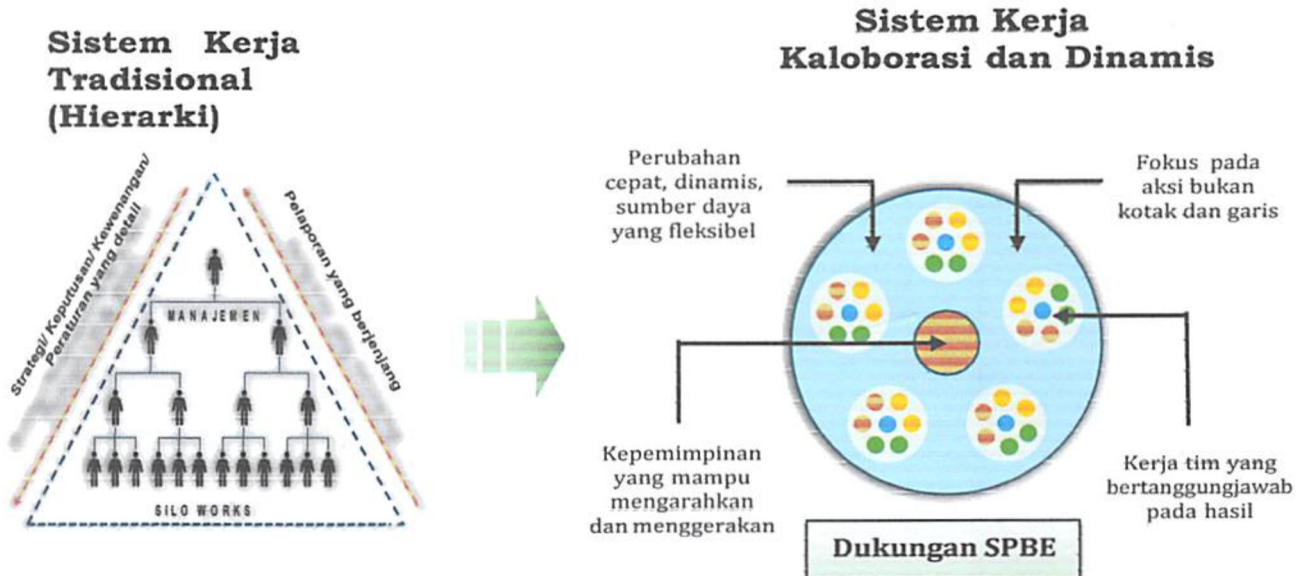 Sistem Kerja
Tradisional
(Hierarki)
Strategi/ Keputusan/ Kewenangan/
Peraturan yang detail
Pelaporan yang berjenjang
MANAJEMEN
SILO WORKS
Sistem Kerja
Kaloborasi dan Dinamis
Perubahan
cepat, dinamis,
sumber daya
yang fleksibel
Fokus pada
aksi bukan
kotak dan garis
Kepemimpinan
yang mampu
mengarahkan
dan menggerakan
Kerja tim yang
bertanggungjawab
pada hasil
Dukungan SPBE